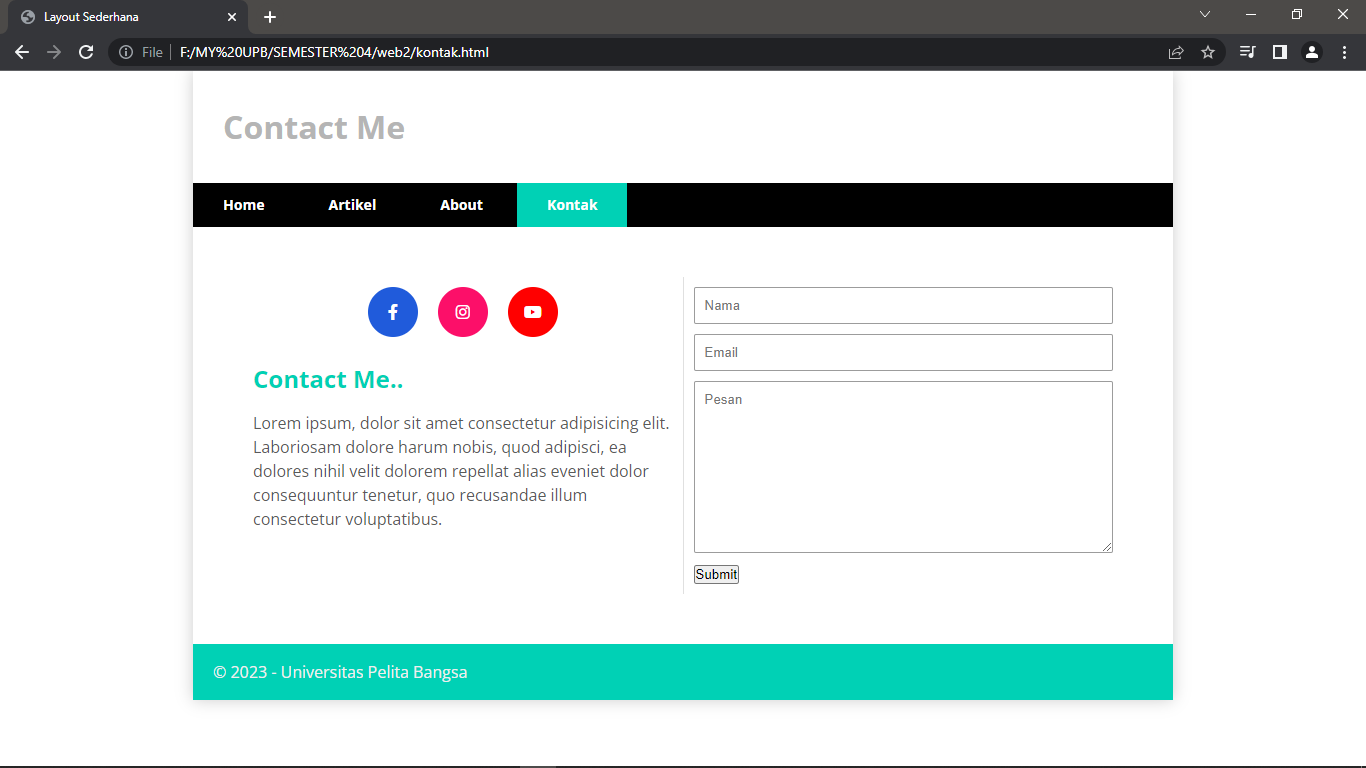 Layout Sederhana
File F:/MY%20UPB/SEMESTER%204/web2/kontak.html
Contact Me
Home Artikel About Kontak
Contact Me..
Lorem ipsum, dolor sit amet consectetur adipisicing elit.
Laboriosam dolore harum nobis, quod adipisci, ea
dolores nihil velit dolorem repellat alias eveniet dolor
consequuntur tenetur, quo recusandae illum
consectetur voluptatibus.
Nama
Email
Pesan
Submit
© 2023 - Universitas Pelita Bangsa